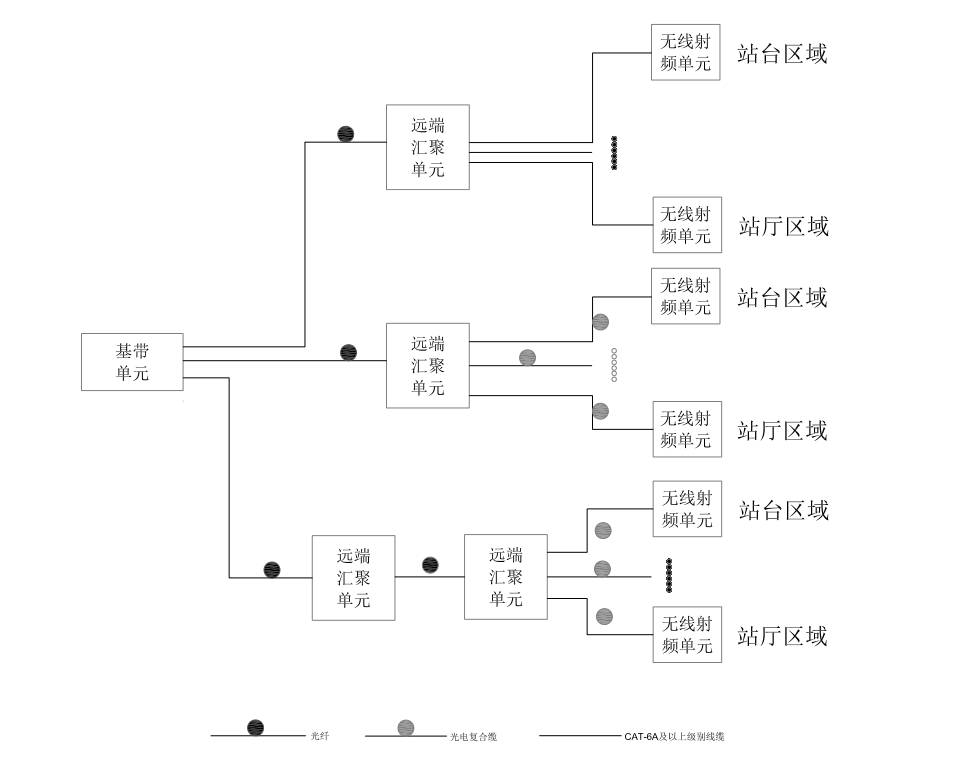 无线射
频单元
站台区域
远端
汇聚
单元
无线射
频单元
站厅区域
无线射
频单元
站台区域
基带
单元
远端
汇聚
单元
无线射
频单元
站厅区域
无线射
频单元
站台区域
远端
汇聚
单元
远端
汇聚
单元
无线射
频单元
站厅区域
光纤
光电复合缆
CAT-6A及以上级别线缆